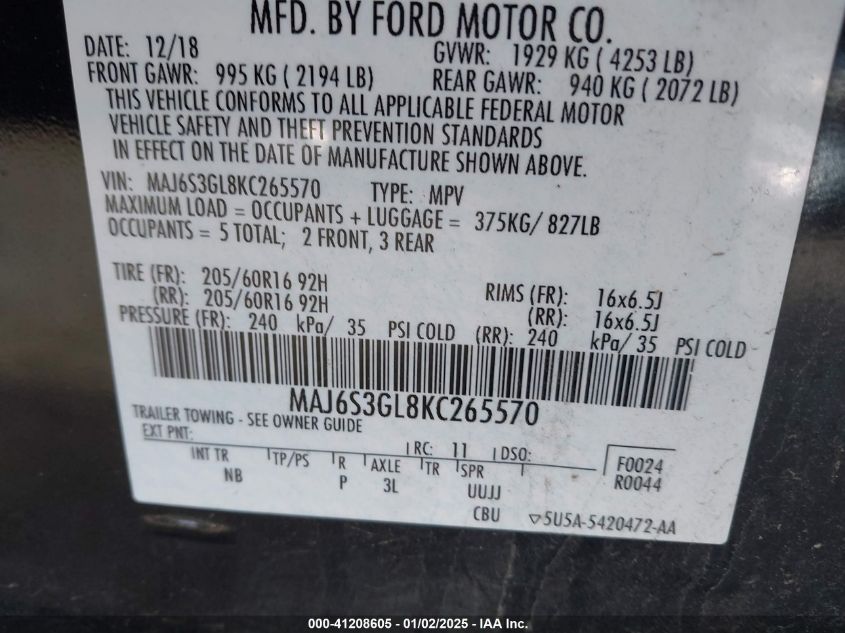 MFD. BY FORD MOTOR CO.
DATE: 12/18 GVWR: 1929 KG ( 4253 LB)
FRONT GAWR: 995 KG ( 2194 LB) REAR GAWR: 940 KG ( 2072 LB)
THIS VEHICLE CONFORMS TO ALL APPLICABLE FEDERAL MOTOR
VEHICLE SAFETY AND THEFT PREVENTION STANDARDS
IN EFFECT ON THE DATE OF MANUFACTURE SHOWN ABOVE.
VIN: MAJ6S3GL8KC265570 TYPE: MPV
MAXIMUM LOAD = OCCUPANTS + LUGGAGE = 375KG/ 827LB
OCCUPANTS = 5 TOTAL; 2 FRONT, 3 REAR
TIRE (FR): 205/60R16 92H RIMS (FR): 16x6.5J
(RR): 205/60R16 92H (RR): 16x6.5J
PRESSURE (FR): 240 kPa/ 35 PSI COLD (RR): 240 kPa/ 35 PSI COLD
MAJ6S3GL8KC265570
TRAILER TOWING - SEE OWNER GUIDE
EXT PNT: RC: 11 DSO: F0024
INT TR TP/PS R AXLE TR SPR R0044
NB P 3L UUJJ
CBU ▽5U5A-5420472-AA
000-41208605 - 01/02/2025 - IAA Inc.